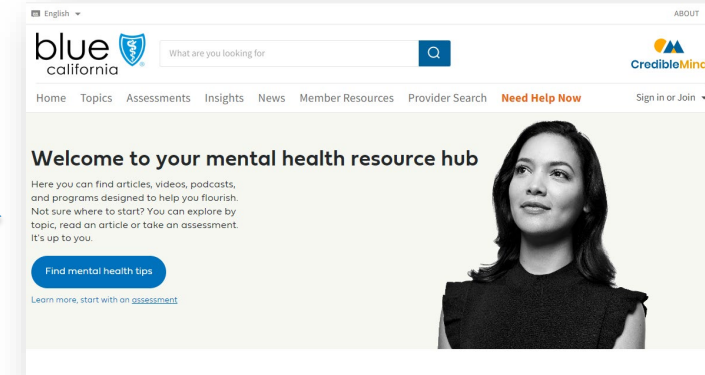 English
ABOUT
blue
california
What are you looking for
CredibleMind
Home Topics Assessments Insights News Member Resources Provider Search Need Help Now Sign in or Join
Welcome to your mental health resource hub
Here you can find articles, videos, podcasts,
and programs designed to help you flourish.
Not sure where to start? You can explore by
topic, read an article or take an assessment.
It's up to you.
Find mental health tips
Learn more, start with an assessment